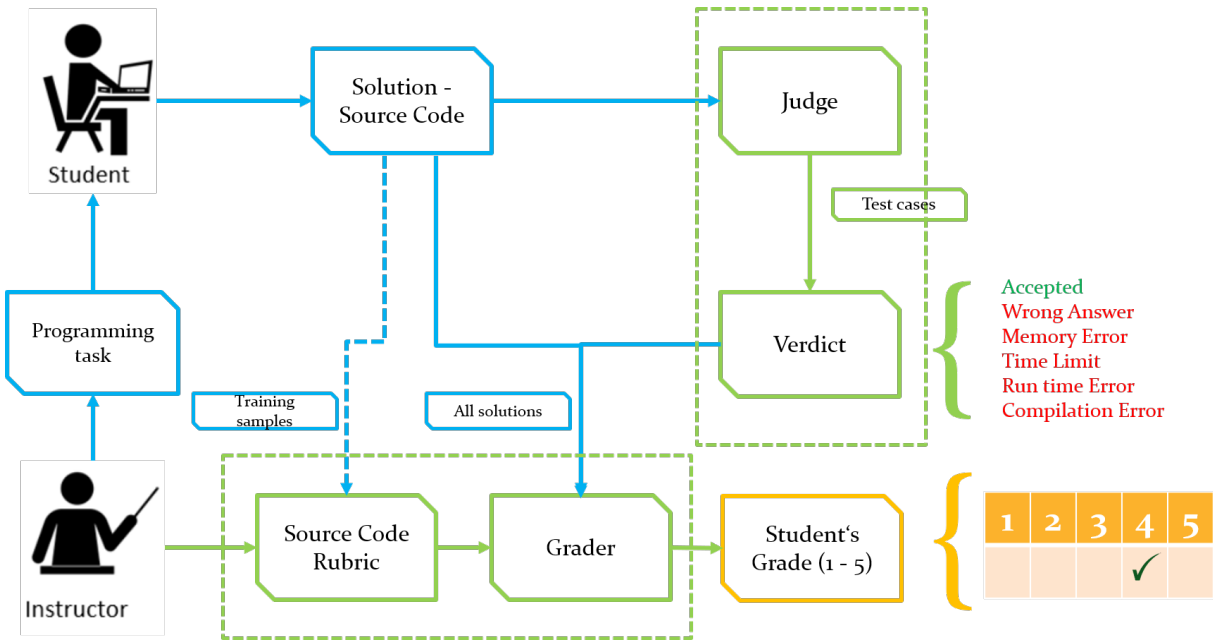 Student
Solution -
Source Code
Judge
Test cases
Programming
task
Verdict
Accepted
Wrong Answer
Memory Error
Time Limit
Run time Error
Compilation Error
Training
samples
All solutions
Instructor
Source Code
Rubric
Grader
Student‘s
Grade (1 - 5)
1 2 3 4 5